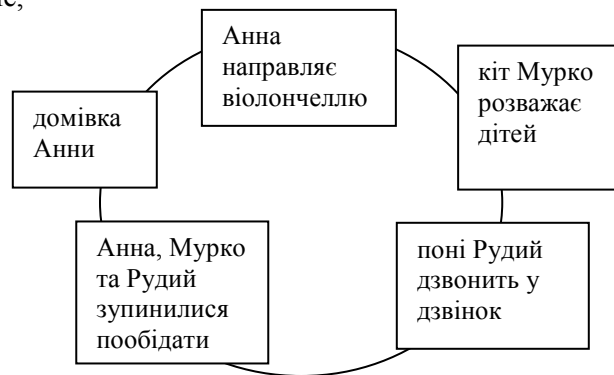 Анна
направляє
віолончеллю
кіт Мурко
розважає
дітей
домівка
Анни
Анна, Мурко
та Рудий
зупинилися
пообідати
поні Рудий
дзвонить у
дзвінок